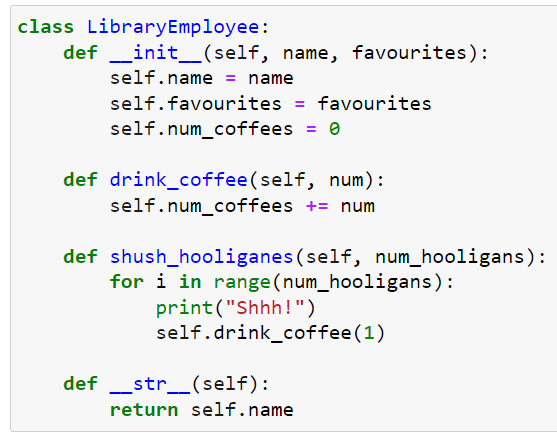 class LibraryEmployee:
    def __init__(self, name, favourites):
        self.name = name
        self.favourites = favourites
        self.num_coffees = 0

    def drink_coffee(self, num):
        self.num_coffees += num

    def shush_hooliganes(self, num_hooligans):
        for i in range(num_hooligans):
            print("Shhh!")
            self.drink_coffee(1)

    def __str__(self):
        return self.name